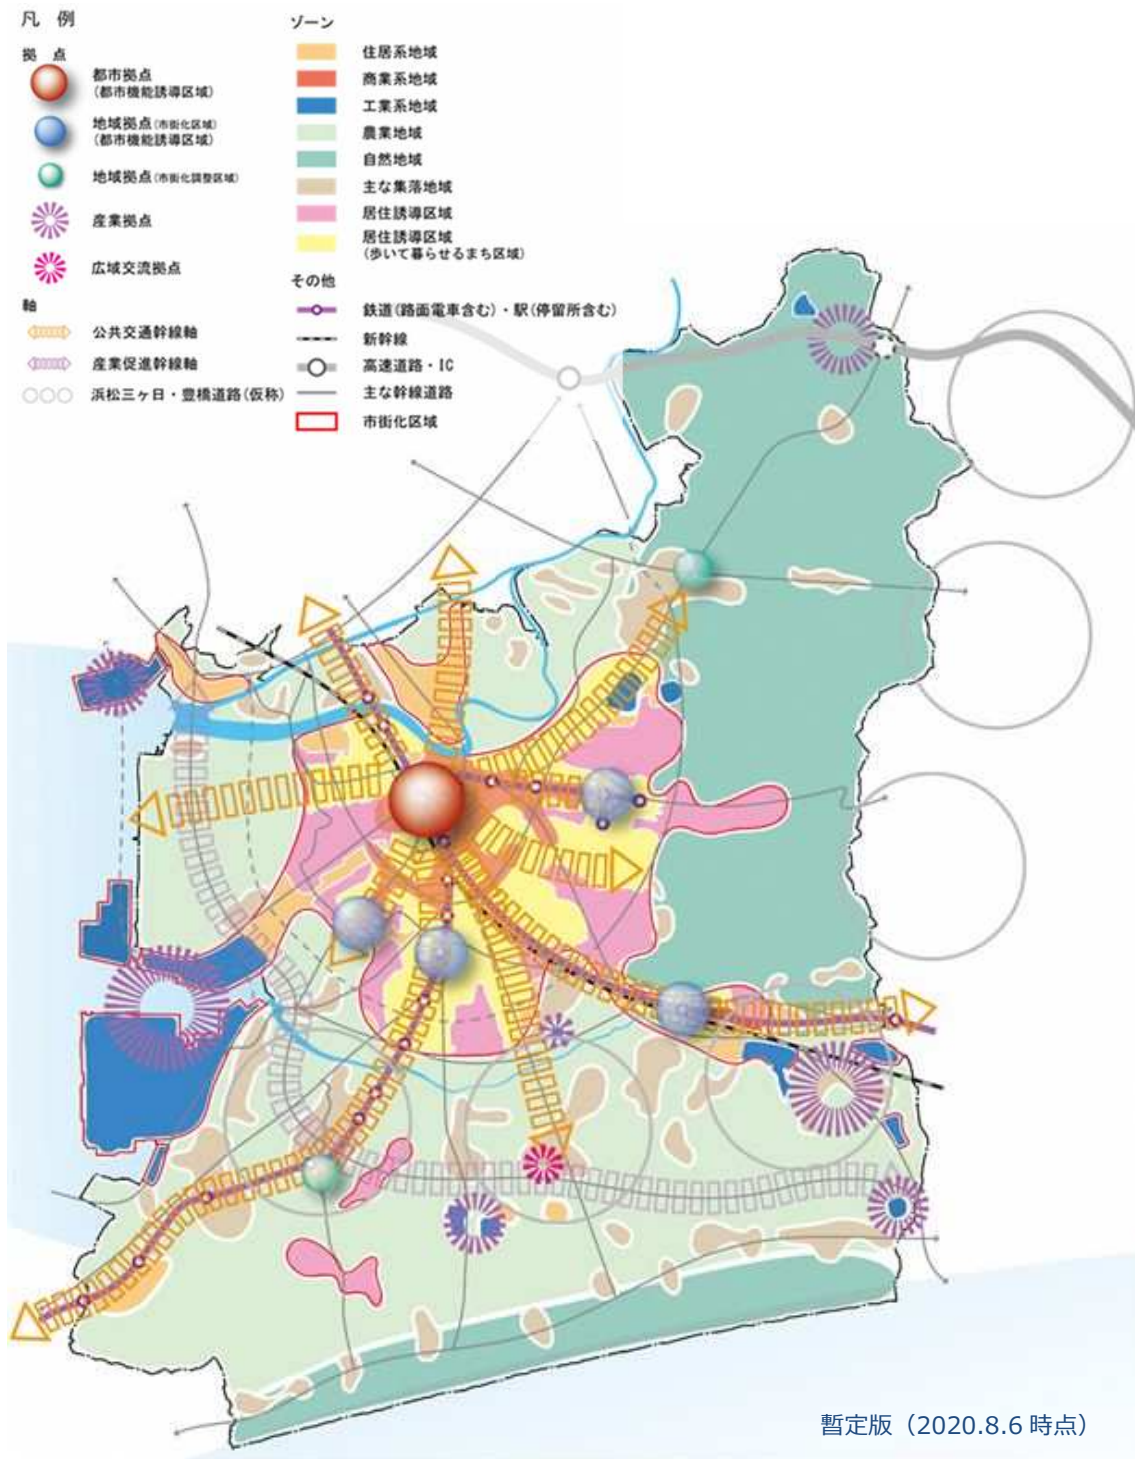 凡 例
拠 点
都市拠点
(都市機能誘導区域)
地域拠点(市街化区域)
(都市機能誘導区域)
地域拠点(市街化調整区域)
産業拠点
広域交流拠点
軸
公共交通幹線軸
産業促進幹線軸
浜松三ヶ日・豊橋道路(仮称)
ゾーン
住居系地域
商業系地域
工業系地域
農業地域
自然地域
主な集落地域
居住誘導区域
居住誘導区域
(歩いて暮らせるまち区域)
その他
鉄道(路面電車含む)・駅(停留所含む)
新幹線
高速道路・IC
主な幹線道路
市街化区域
暫定版（2020.8.6 時点）